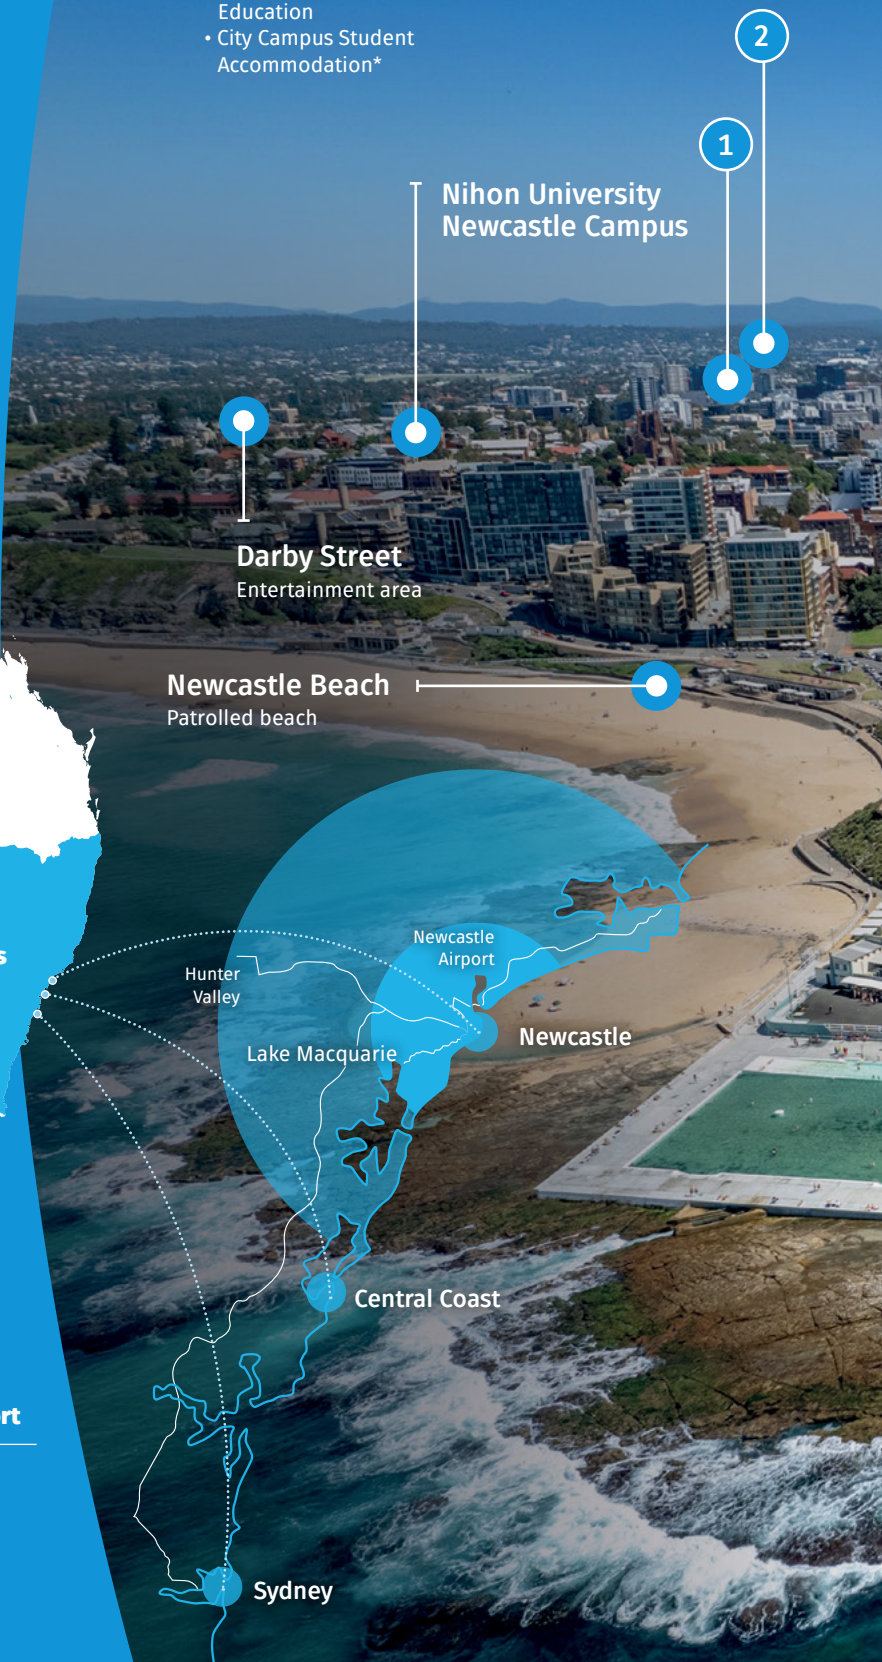 Education
• City Campus Student
Accommodation*
2
1
Nihon University
Newcastle Campus
Darby Street
Entertainment area
Newcastle Beach
Patrolled beach
Newcastle
Airport
Hunter
Valley
s
Newcastle
Lake Macquarie
Central Coast
rt
Sydney